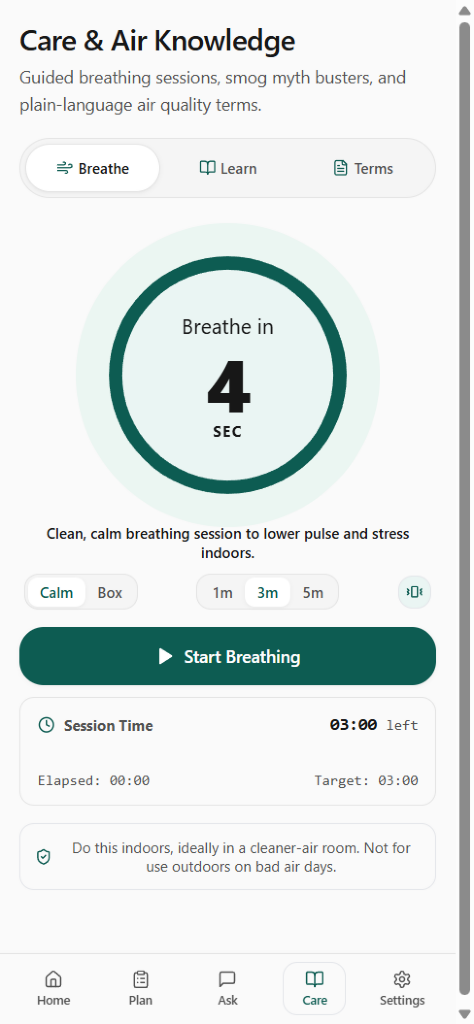 Care & Air Knowledge
Guided breathing sessions, smog myth busters, and
plain-language air quality terms.
Breathe
Learn
Terms
Breathe in
4
SEC
Clean, calm breathing session to lower pulse and stress
indoors.
Calm
Box
1m
3m
5m
Start Breathing
Session Time
03:00 left
Elapsed: 00:00
Target: 03:00
Do this indoors, ideally in a cleaner-air room. Not for
use outdoors on bad air days.
Home
Plan
Ask
Care
Settings